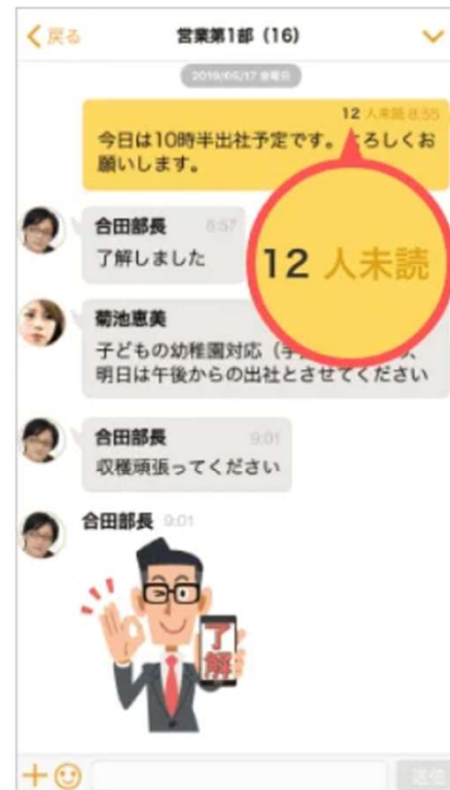 戻る
営業第1部（16）
2019/05/17 金曜日
12 人未読 8:55
今日は10時半出社予定です。
ろしくお
願いします。
12 人未読
合田部長 8:57
了解しました
菊池恵美
子どもの幼稚園対応（
明日は午後からの出社とさせてください
合田部長 9:01
収穫頑張ってください
合田部長 9:01
了解
送信